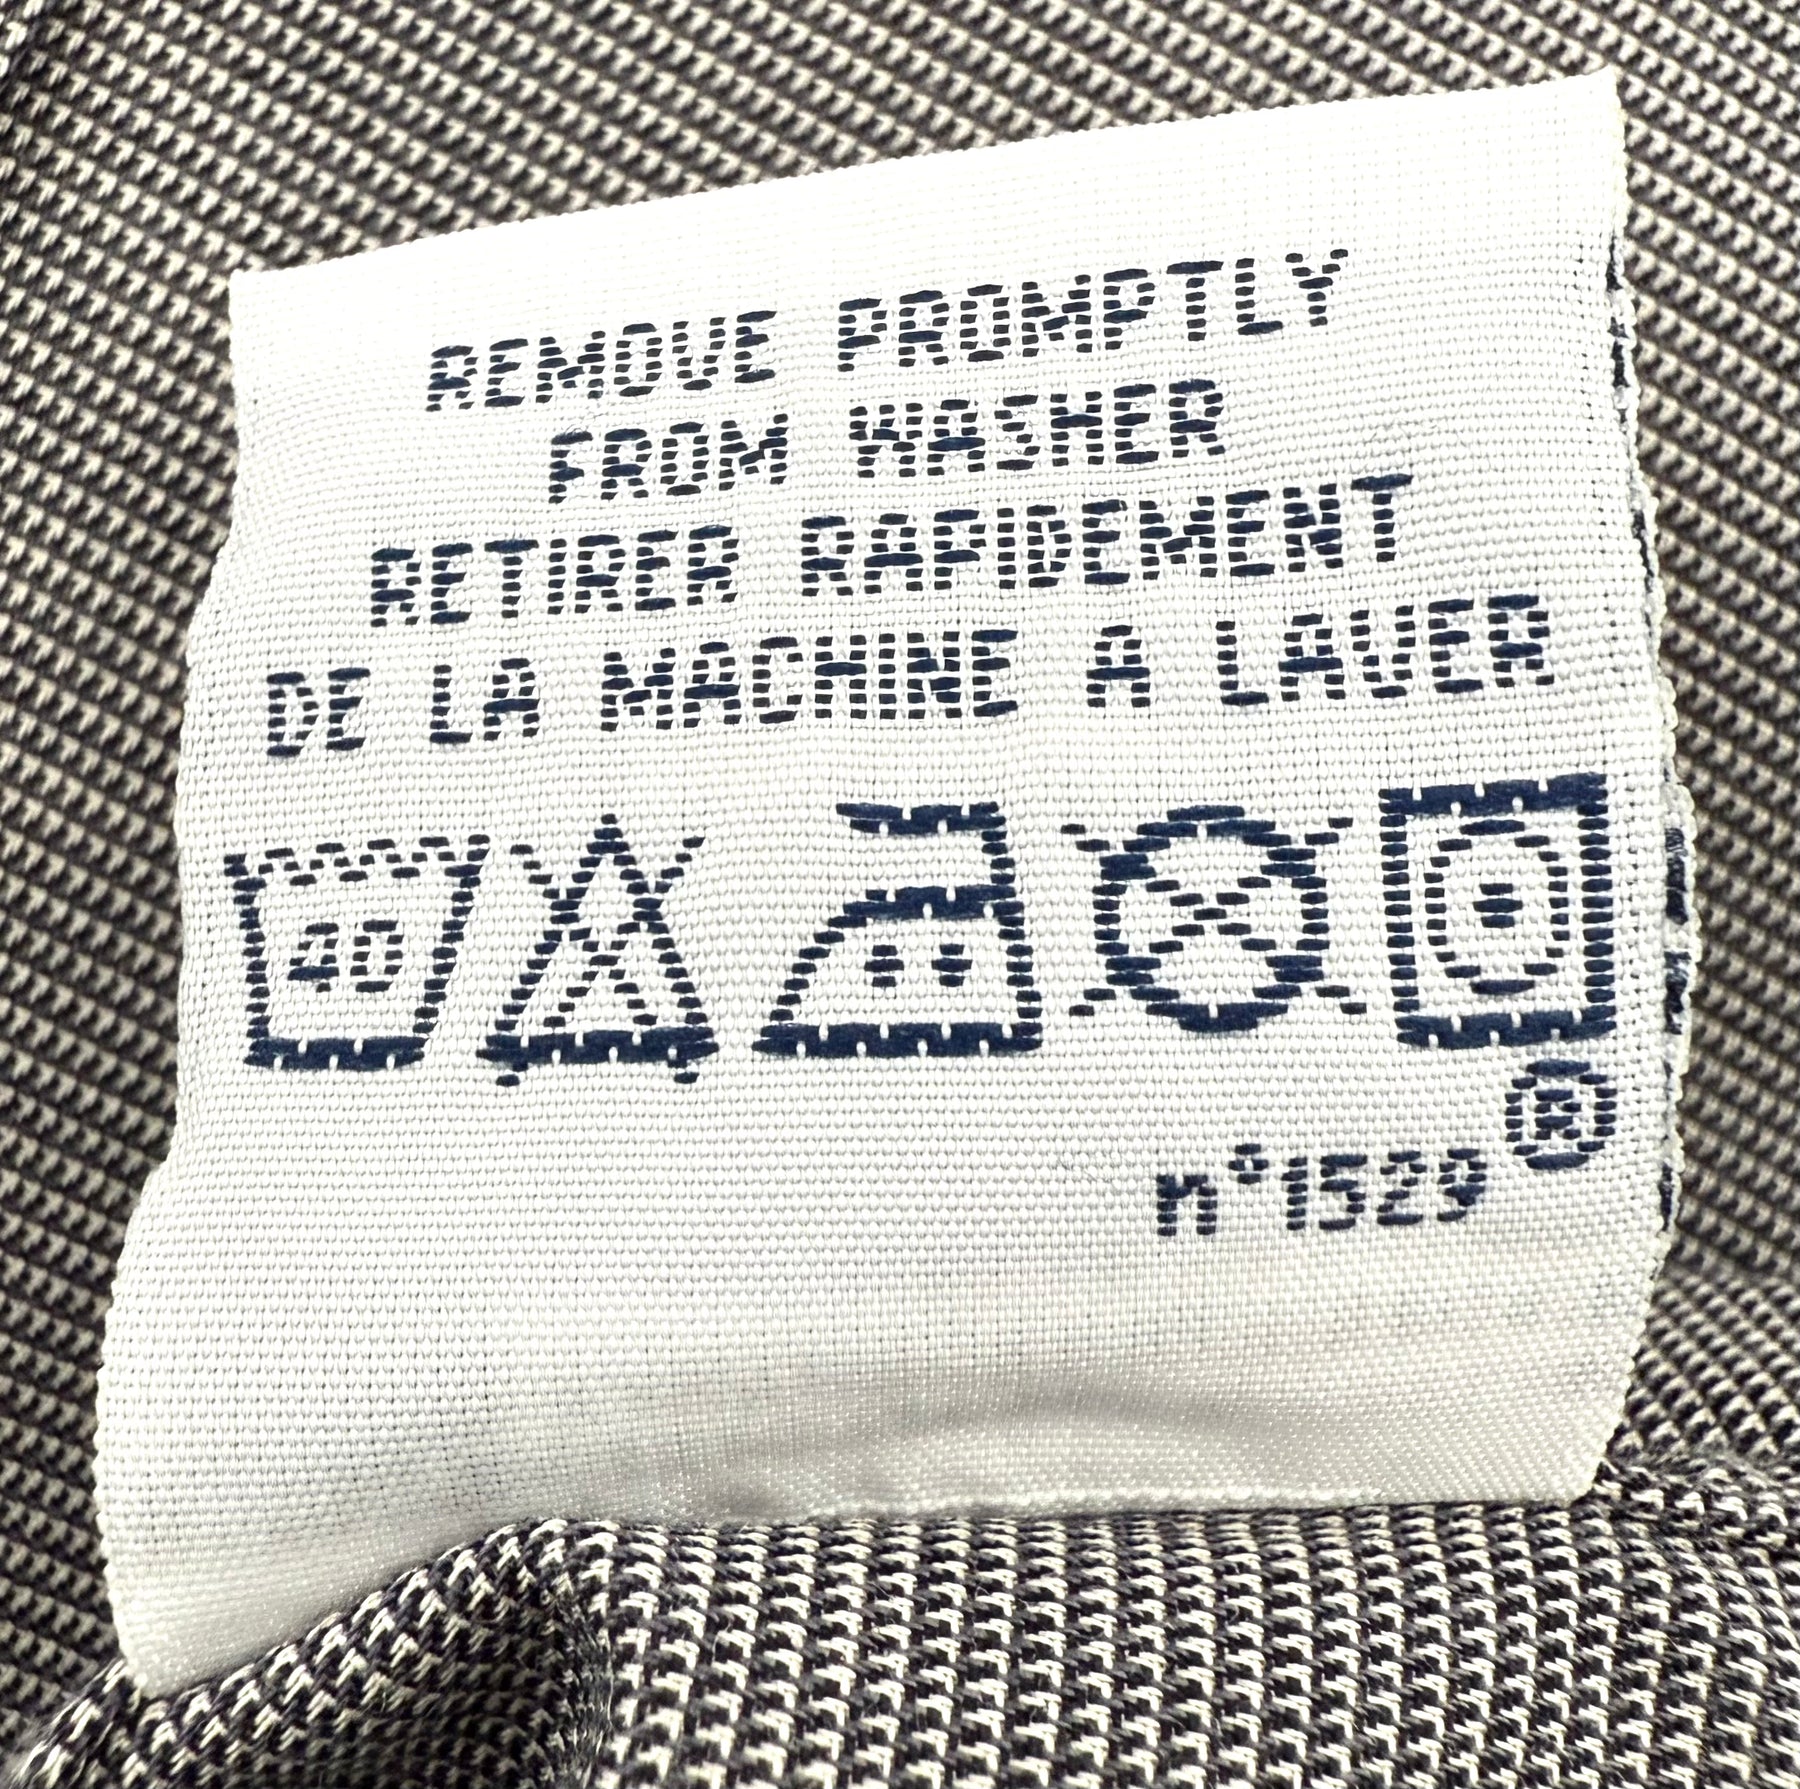 REMOVE PROMPTLY
FROM WASHER
RETIRER RAPIDEMENT
DE LA MACHINE A LAVER
40
®
n°1529